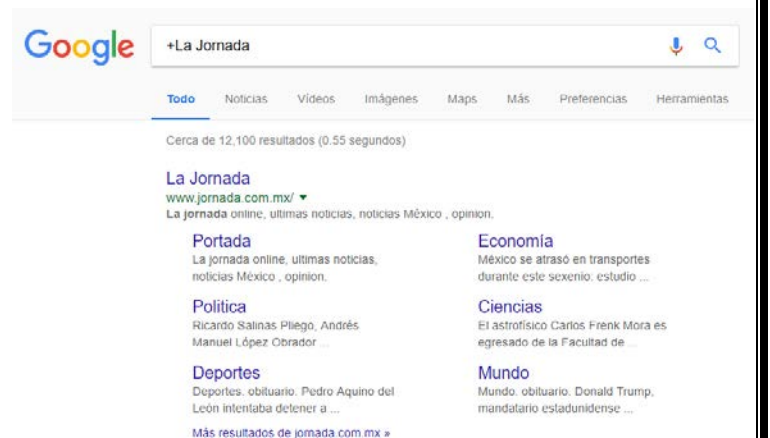 Google
+La Jornada
Todo Noticias Vídeos Imágenes Maps Más Preferencias Herramientas
Cerca de 12,100 resultados (0.55 segundos)
La Jornada
www.jornada.com.mx/
La jornada online, ultimas noticias, noticias México , opinion.
Portada
La jornada online, ultimas noticias,
noticias México , opinion.
Economía
México se atrasó en transportes
durante este sexenio: estudio ...
Politica
Ricardo Salinas Pliego, Andrés
Manuel López Obrador ...
Ciencias
El astrofísico Carlos Frenk Mora es
egresado de la Facultad de ...
Deportes
Deportes. obituario. Pedro Aquino del
León intentaba detener a ...
Mundo
Mundo. obituario. Donald Trump,
mandatario estadunidense ...
Más resultados de jornada.com.mx »